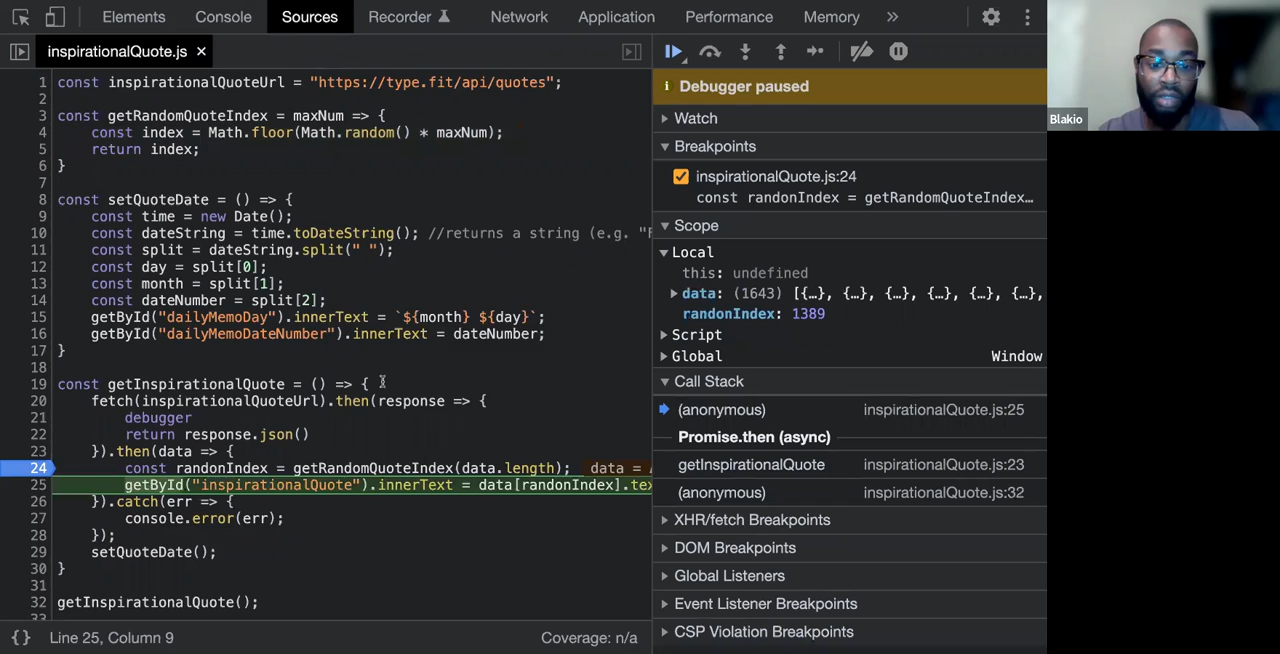 Elements Console Sources Recorder Network Application Performance Memory »
inspirationalQuote.js ×
1 const inspirationalQuoteUrl = "https://type.fit/api/quotes";
2
3 const getRandomQuoteIndex = maxNum => {
4 const index = Math.floor(Math.random() * maxNum);
5 return index;
6 }
7
8 const setQuoteDate = () => {
9 const time = new Date();
10 const dateString = time.toDateString(); //returns a string (e.g. "F
11 const split = dateString.split(" ");
12 const day = split[0];
13 const month = split[1];
14 const dateNumber = split[2];
15 getById("dailyMemoDay").innerText = `${month} ${day}`;
16 getById("dailyMemoDateNumber").innerText = dateNumber;
17 }
18
19 const getInspirationalQuote = () => {
20 fetch(inspirationalQuoteUrl).then(response => {
21 debugger
22 return response.json()
23 }).then(data => {
24 const randonIndex = getRandomQuoteIndex(data.length); data =
25 getById("inspirationalQuote").innerText = data[randonIndex].tex
26 }).catch(err => {
27 console.error(err);
28 });
29 setQuoteDate();
30 }
31
32 getInspirationalQuote();
33
{} Line 25, Column 9 Coverage: n/a
Debugger paused
Watch
Breakpoints
inspirationalQuote.js:24
const randonIndex = getRandomQuoteIndex…
Scope
Local
this: undefined
data: (1643) [{…}, {…}, {…}, {…}, {…}, {…},
randonIndex: 1389
Script
Global Window
Call Stack
(anonymous) inspirationalQuote.js:25
Promise.then (async)
getInspirationalQuote inspirationalQuote.js:23
(anonymous) inspirationalQuote.js:32
XHR/fetch Breakpoints
DOM Breakpoints
Global Listeners
Event Listener Breakpoints
CSP Violation Breakpoints
Blakio